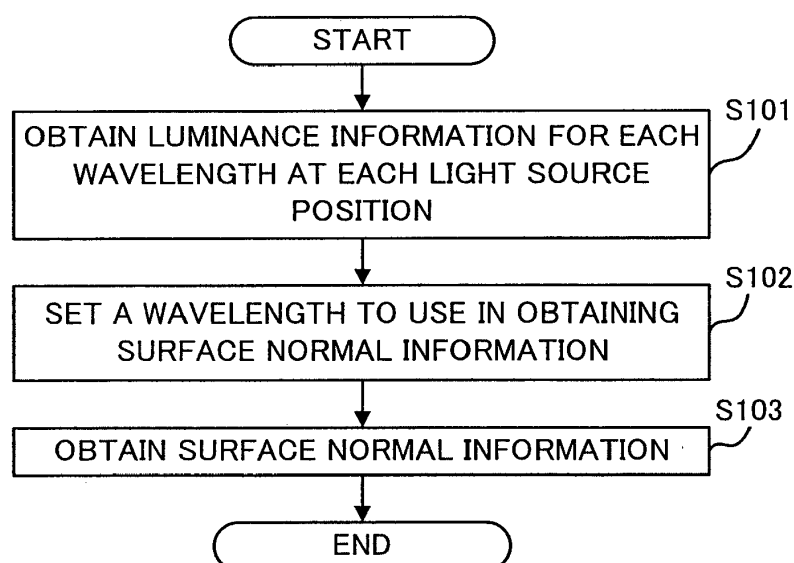 START
S101
OBTAIN LUMINANCE INFORMATION FOR EACH
WAVELENGTH AT EACH LIGHT SOURCE
POSITION
S102
SET A WAVELENGTH TO USE IN OBTAINING
SURFACE NORMAL INFORMATION
S103
OBTAIN SURFACE NORMAL INFORMATION
END